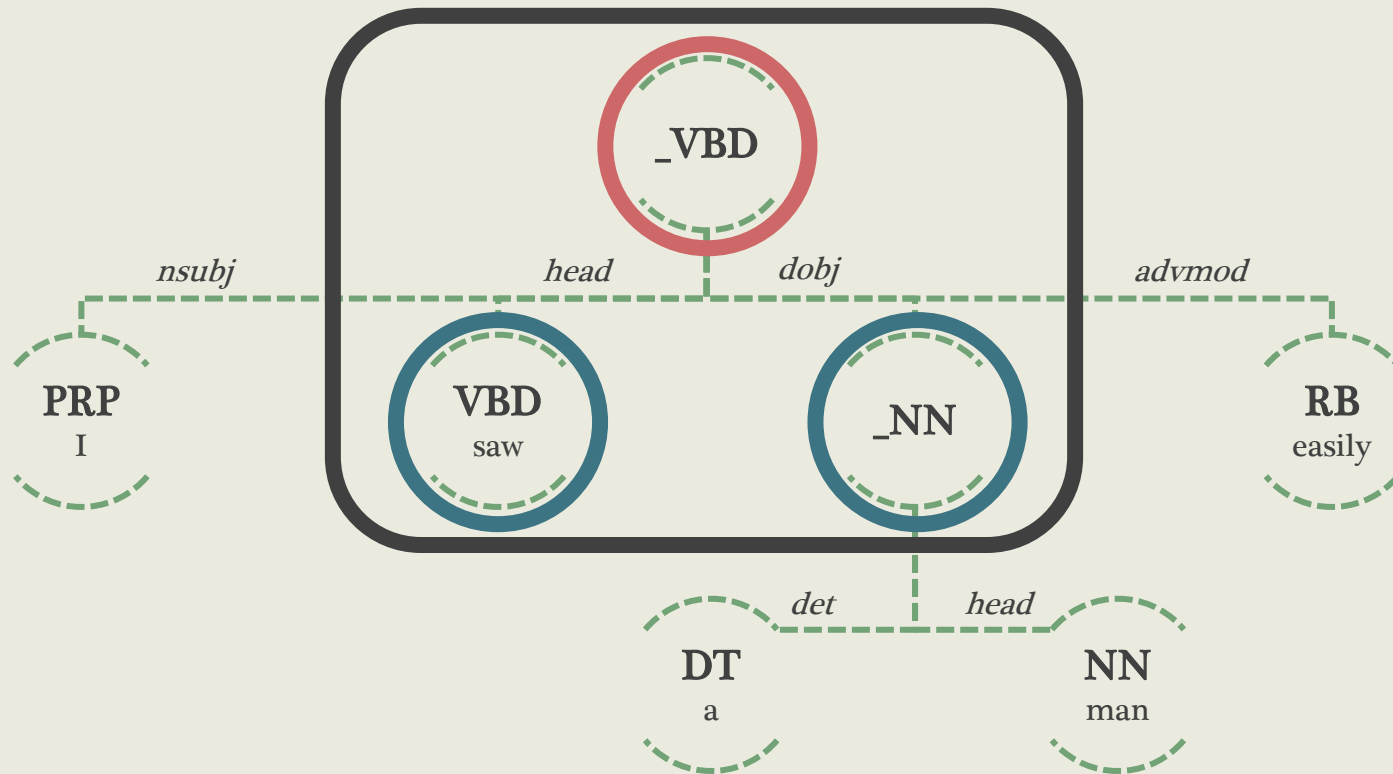 _VBD
nsubj
head
dobj
advmod
PRP
I
VBD
saw
_NN
RB
easily
det
head
DT
a
NN
man